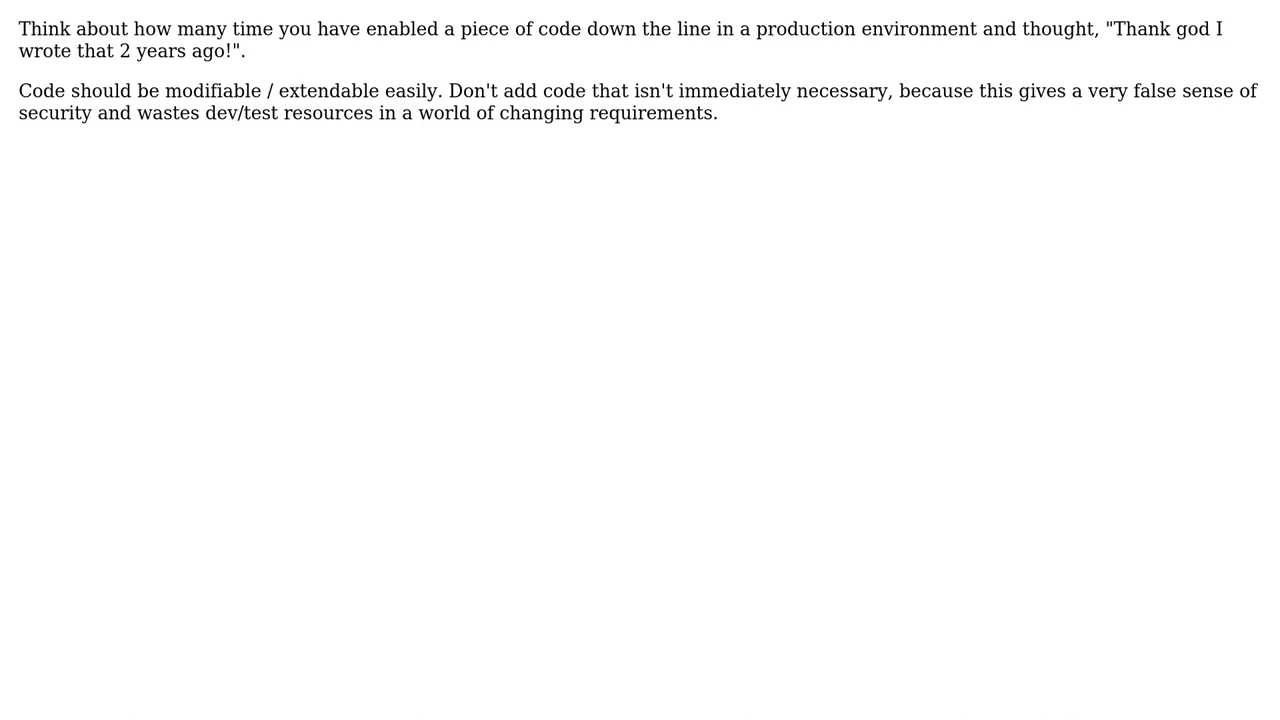 Think about how many time you have enabled a piece of code down the line in a production environment and thought, "Thank god I
wrote that 2 years ago!".
Code should be modifiable / extendable easily. Don't add code that isn't immediately necessary, because this gives a very false sense of
security and wastes dev/test resources in a world of changing requirements.